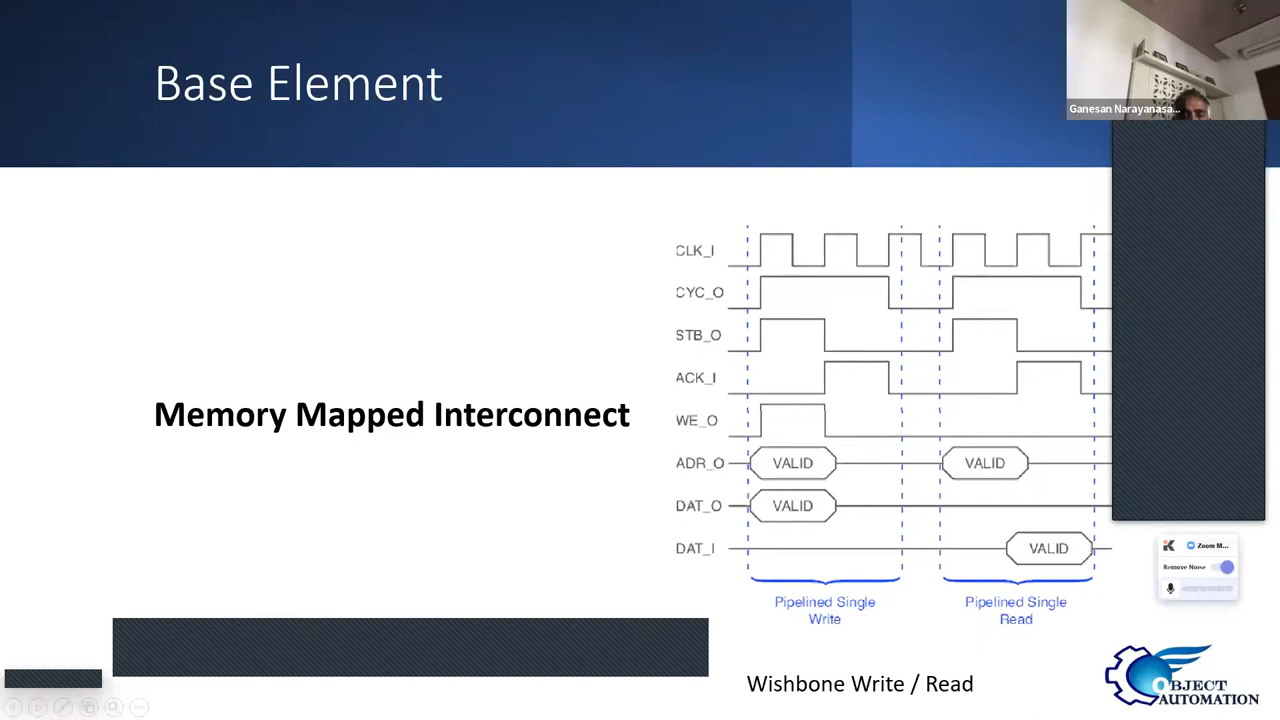 Base Element
Ganesan Narayanasa...
CLK_I
CYC_O
STB_O
ACK_I
WE_O
Memory Mapped Interconnect
ADR_O VALID VALID
DAT_O VALID
DAT_I VALID
Pipelined Single Write
Pipelined Single Read
Zoom M...
Remove Noise
Wishbone Write / Read
OBJECT
AUTOMATION